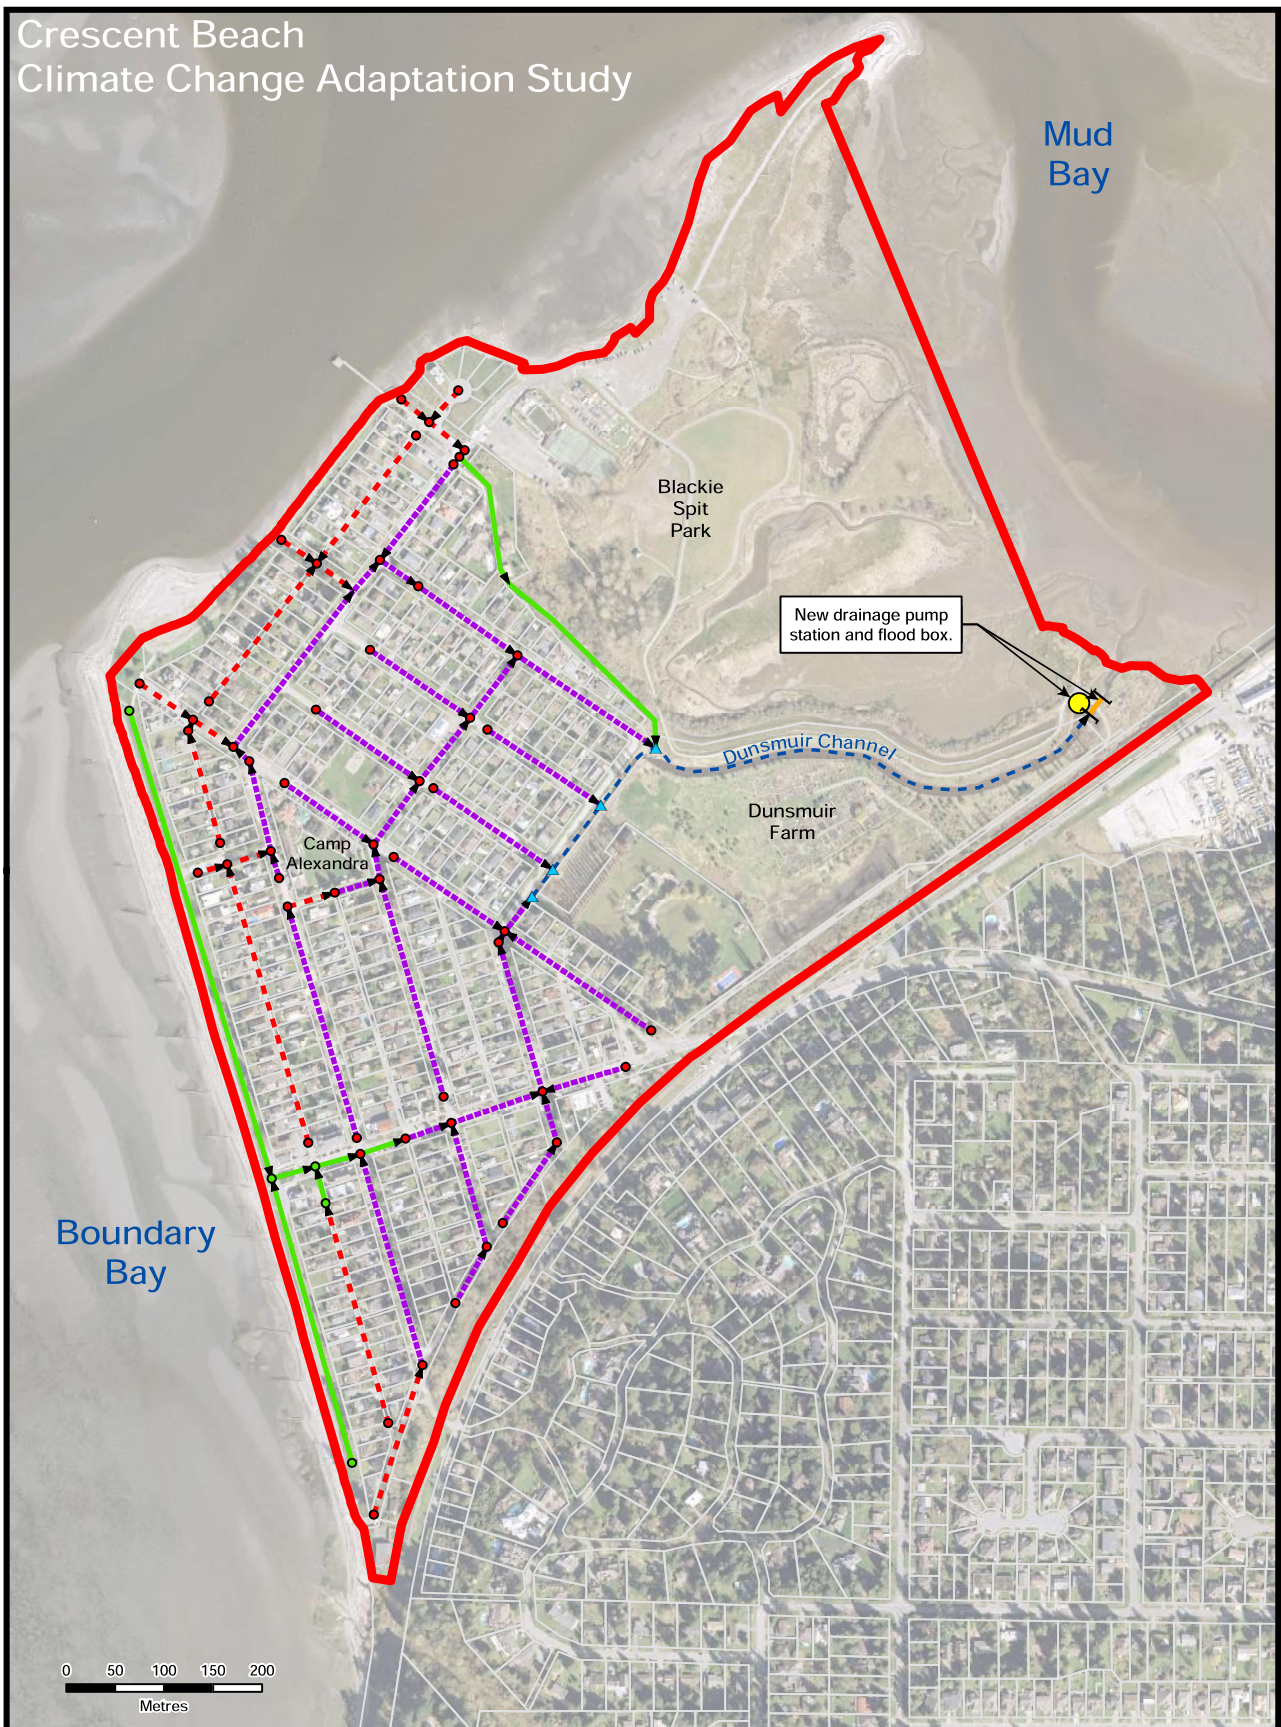 Crescent Beach
Climate Change Adaptation Study
Mud
Bay
Blackie
Spit
Park
New drainage pump
station and flood box.
Dunsmuir Channel
Dunsmuir
Farm
Camp
Alexandra
Boundary
Bay
0 50 100 150 200
Metres